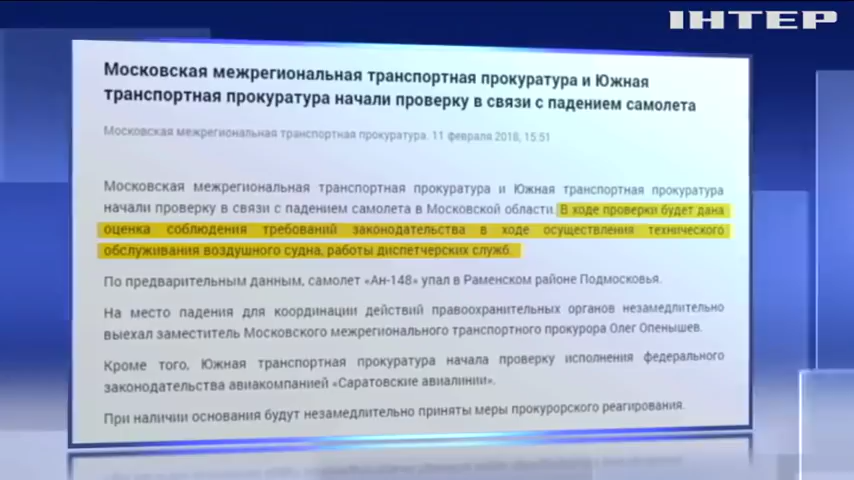 ІНТЕР
Московская межрегиональная транспортная прокуратура и Южная
транспортная прокуратура начали проверку в связи с падением самолета
Московская межрегиональная транспортная прокуратура, 11 февраля 2018, 15:51
Московская межрегиональная транспортная прокуратура и Южная транспортная прокуратура
начали проверку в связи с падением самолета в Московской области. В ходе проверки будет дана
оценка соблюдения требований законодательства в ходе осуществления технического
обслуживания воздушного судна, работы диспетчерских служб.
По предварительным данным, самолет «Ан-148» упал в Раменском районе Подмосковья.
На место падения для координации действий правоохранительных органов незамедлительно
выехал заместитель Московского межрегионального транспортного прокурора Олег Опенышев.
Кроме того, Южная транспортная прокуратура начала проверку исполнения федерального
законодательства авиакомпанией «Саратовские авиалинии».
При наличии основания будут незамедлительно приняты меры прокурорского реагирования.